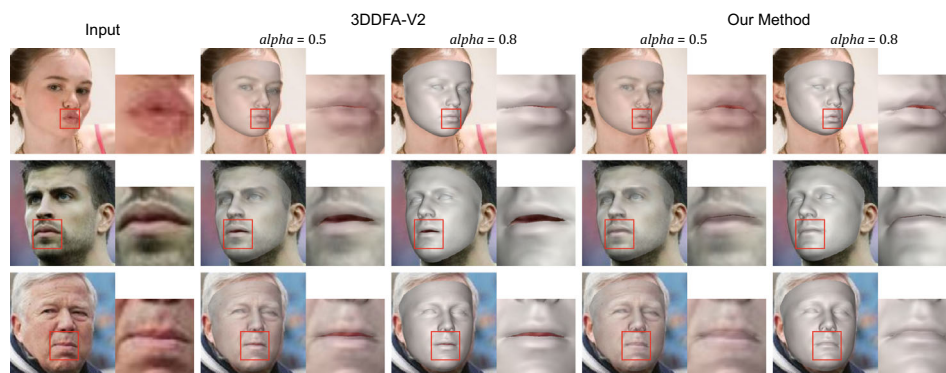 Input
3DDFA-V2
Our Method
alpha = 0.5
alpha = 0.8
alpha = 0.5
alpha = 0.8